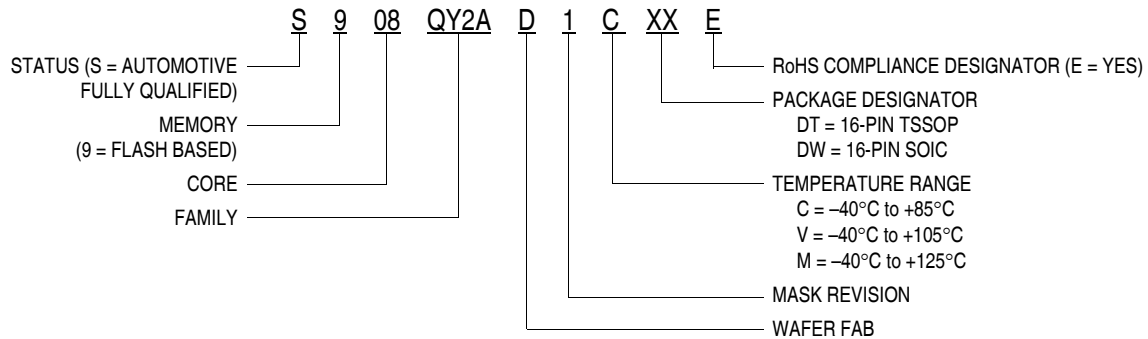 S 9 08 QY2A D 1 C XX E
STATUS (S = AUTOMOTIVE
FULLY QUALIFIED)
MEMORY
(9 = FLASH BASED)
CORE
FAMILY
RoHS COMPLIANCE DESIGNATOR (E = YES)
PACKAGE DESIGNATOR
DT = 16-PIN TSSOP
DW = 16-PIN SOIC
TEMPERATURE RANGE
C = –40°C to +85°C
V = –40°C to +105°C
M = –40°C to +125°C
MASK REVISION
WAFER FAB